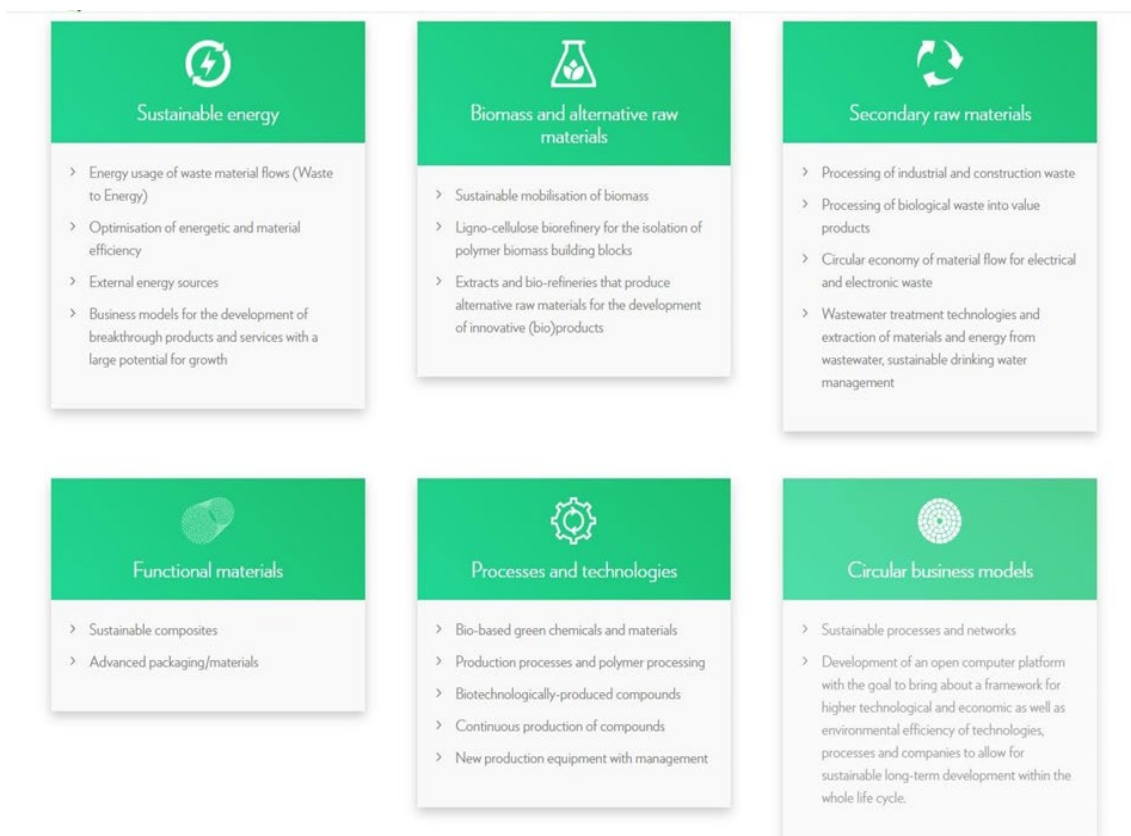 Sustainable energy
Energy usage of waste material flows (Waste
to Energy)
Optimisation of energetic and material
efficiency
External energy sources
Business models for the development of
breakthrough products and services with a
large potential for growth
Biomass and alternative raw
materials
Sustainable mobilisation of biomass
Ligno-cellulose biorefinery for the isolation of
polymer biomass building blocks
Extracts and bio-refineries that produce
alternative raw materials for the development
of innovative (bio)products
Secondary raw materials
Processing of industrial and construction waste
Processing of biological waste into value
products
Circular economy of material flow for electrical
and electronic waste
Wastewater treatment technologies and
extraction of materials and energy from
wastewater, sustainable drinking water
management
Functional materials
Sustainable composites
Advanced packaging/materials
Processes and technologies
Bio-based green chemicals and materials
Production processes and polymer processing
Biotechnologically-produced compounds
Continuous production of compounds
New production equipment with management
Circular business models
Sustainable processes and networks
Development of an open computer platform
with the goal to bring about a framework for
higher technological and economic as well as
environmental efficiency of technologies,
processes and companies to allow for
sustainable long-term development within the
whole life cycle.